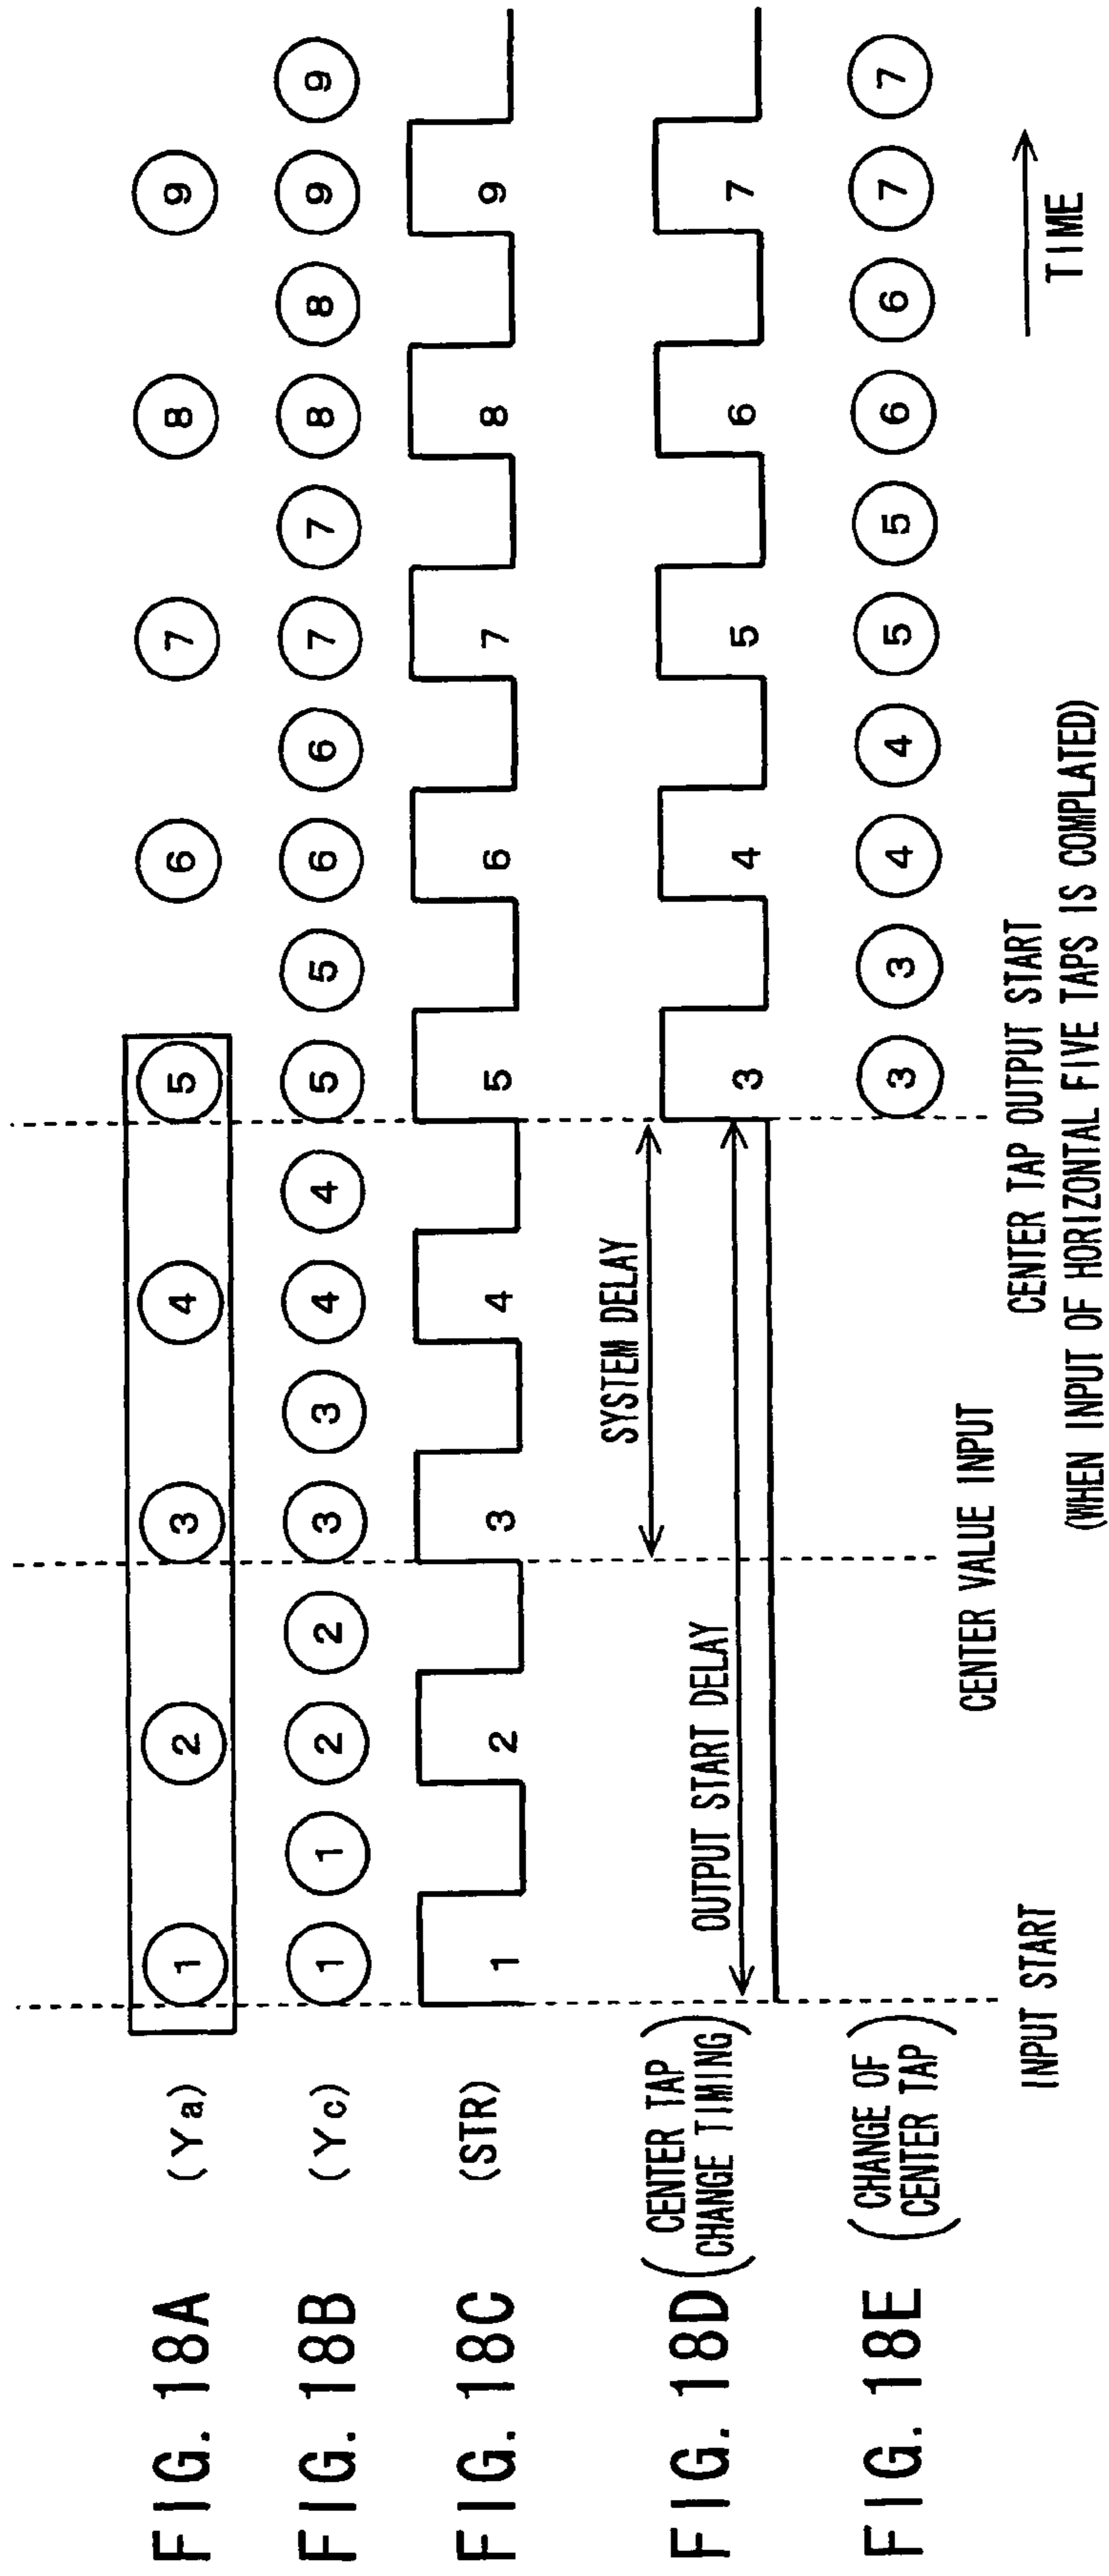 FIG. 18A (Ya) 1 2 3 4 5 6 7 8 9
FIG. 18B (Yc) 1 1 2 2 3 3 4 4 5 5 6 6 7 7 8 8 9 9
FIG. 18C (STR) 1 2 3 4 5 6 7 8 9
SYSTEM DELAY
OUTPUT START DELAY
FIG. 18D (CENTER TAP
CHANGE TIMING) 3 4 5 6 7
FIG. 18E (CHANGE OF
CENTER TAP) 3 3 4 4 5 5 6 6 7 7
INPUT START
CENTER VALUE INPUT
CENTER TAP OUTPUT START
(WHEN INPUT OF HORIZONTAL FIVE TAPS IS COMPLATED)
TIME